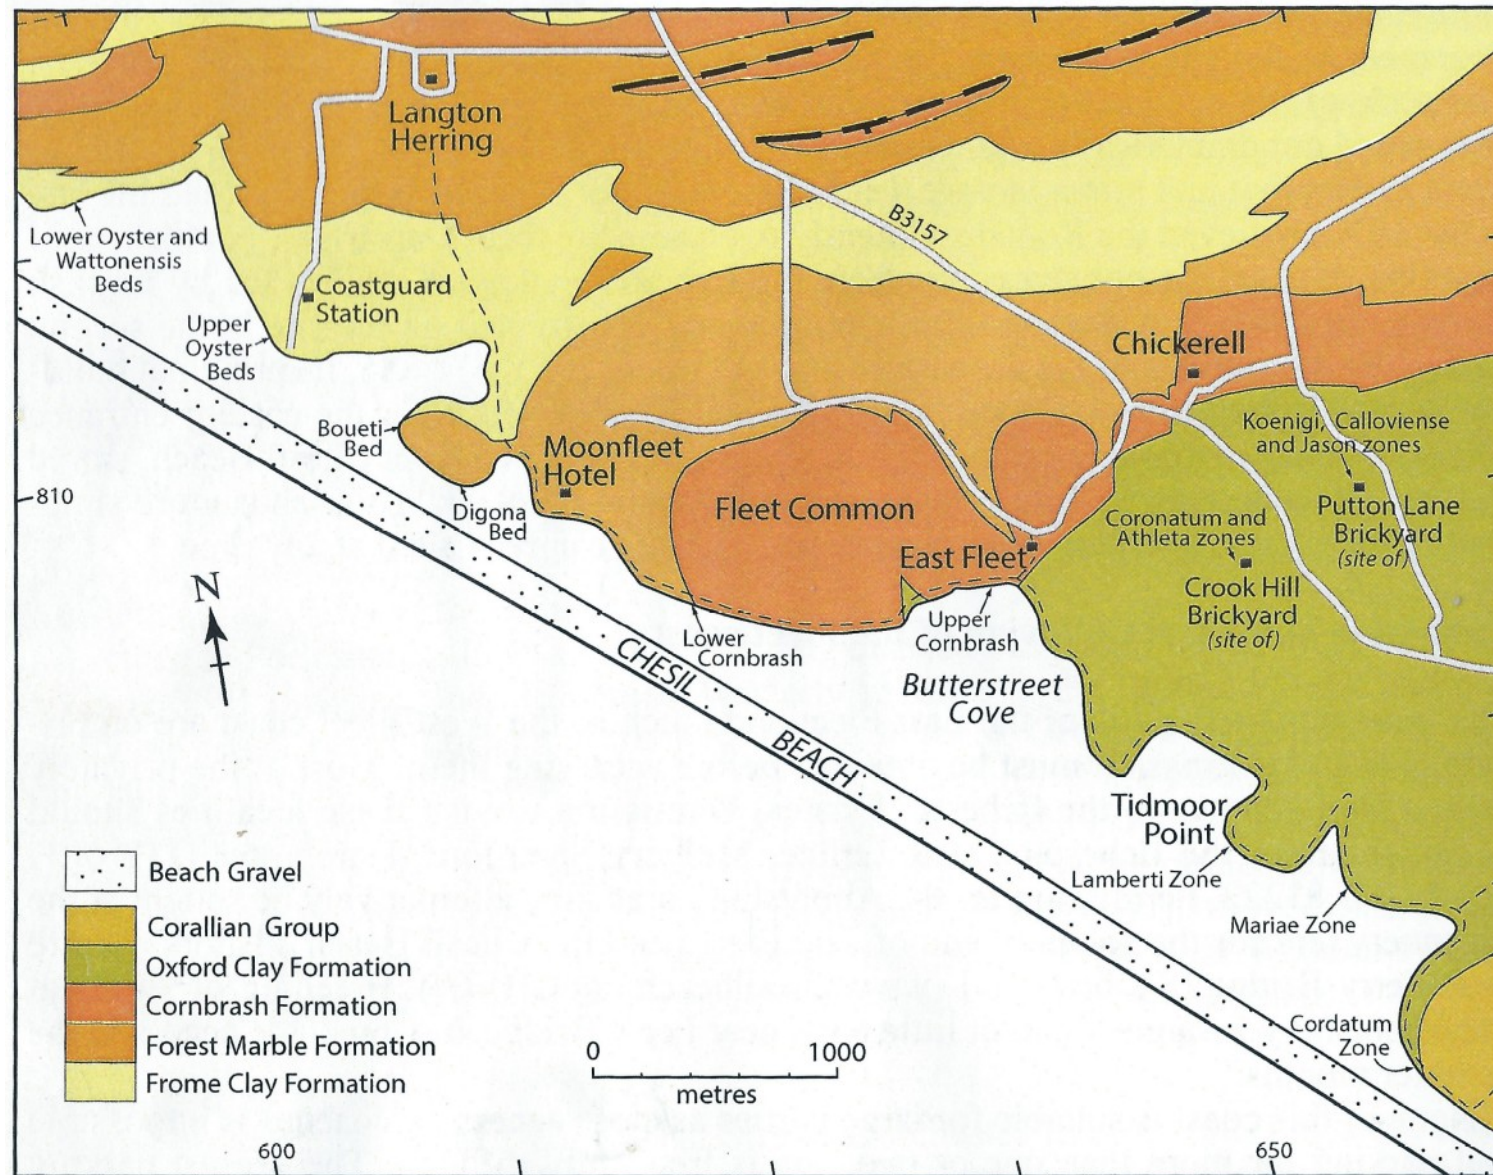 Langton
Herring
B3157
Lower Oyster and
Wattonensis
Beds
Coastguard
Station
Upper
Oyster
Beds
Chickerell
Boueti
Bed
Moonfleet
Hotel
Koenigi, Calloviense
and Jason zones
810
Digona
Bed
Fleet Common
Putton Lane
Brickyard
(site of)
Coronatum and
Athleta zones
East Fleet
Crook Hill
Brickyard
(site of)
N
Lower
Cornbrash
Upper
Cornbrash
CHESIL
BEACH
Butterstreet
Cove
Tidmoor
Point
Lamberti Zone
Mariae Zone
Cordatum
Zone
Beach Gravel
Corallian Group
Oxford Clay Formation
Cornbrash Formation
Forest Marble Formation
Frome Clay Formation
0 1000
metres
600
650